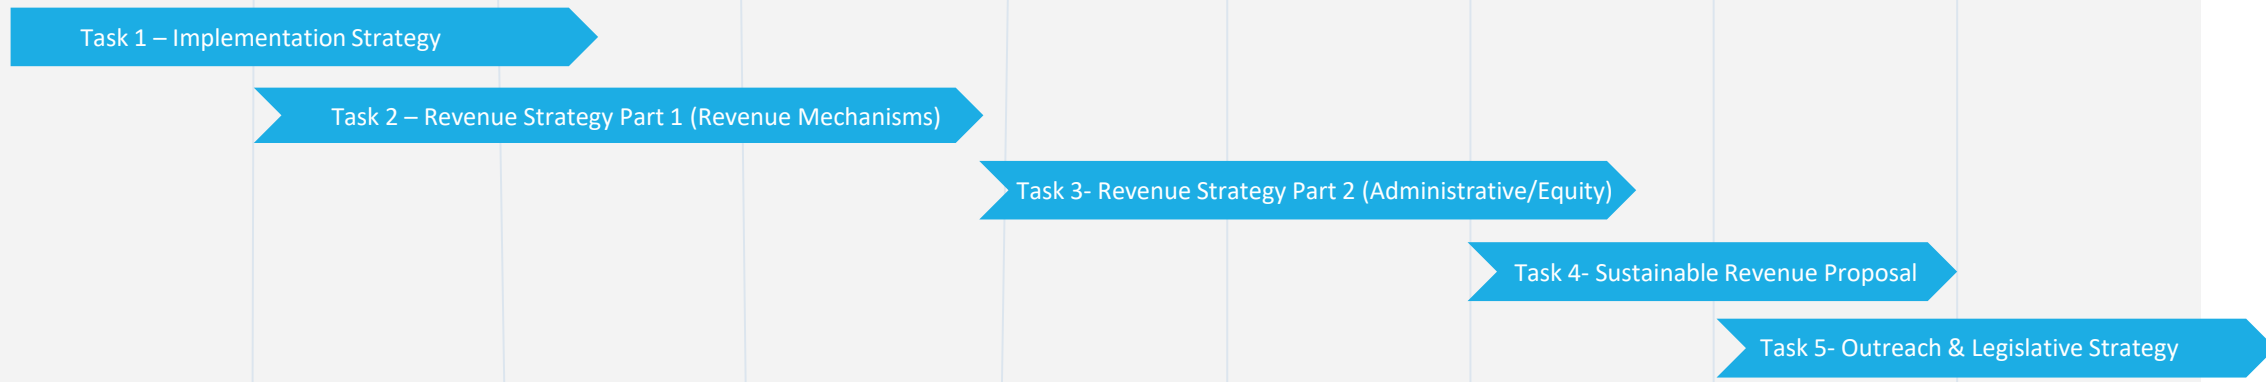 Task 1 – Implementation Strategy
Task 2 – Revenue Strategy Part 1 (Revenue Mechanisms)
Task 3- Revenue Strategy Part 2 (Administrative/Equity)
Task 4- Sustainable Revenue Proposal
Task 5- Outreach & Legislative Strategy